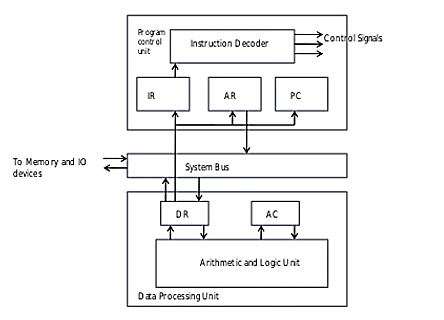 Program
control
unit
Instruction Decoder
Control Signals
IR
AR
PC
To Memory and IO
devices
System Bus
DR
AC
Arithmetic and Logic Unit
Data Processing Unit